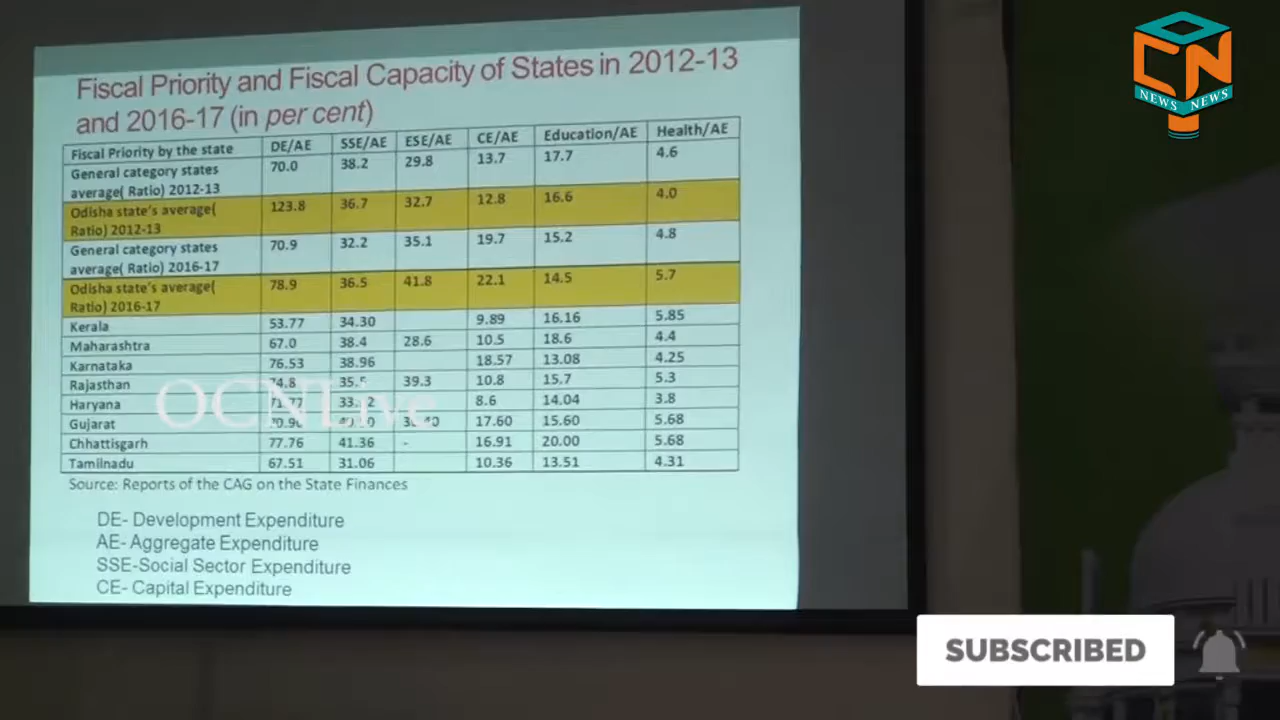 Fiscal Priority and Fiscal Capacity of States in 2012-13
and 2016-17 (in per cent)
Fiscal Priority by the state DE/AE SSE/AE ESE/AE CE/AE Education/AE Health/AE
General category states average( Ratio) 2012-13 70.0 38.2 29.8 13.7 17.7 4.6
Odisha state's average( Ratio) 2012-13 123.8 36.7 32.7 12.8 16.6 4.0
General category states average( Ratio) 2016-17 70.9 32.2 35.1 19.7 15.2 4.8
Odisha state's average( Ratio) 2016-17 78.9 36.5 41.8 22.1 14.5 5.7
Kerala 53.77 34.30 9.89 16.16 5.85
Maharashtra 67.0 38.4 28.6 10.5 18.6 4.4
Karnataka 76.53 38.96 18.57 13.08 4.25
Rajasthan 74.8 39.3 10.8 15.7 5.3
Haryana 8.6 14.04 3.8
Gujarat 17.60 15.60 5.68
Chhattisgarh 77.76 41.36 - 16.91 20.00 5.68
Tamilnadu 67.51 31.06 10.36 13.51 4.31
Source: Reports of the CAG on the State Finances
DE- Development Expenditure
AE- Aggregate Expenditure
SSE-Social Sector Expenditure
CE- Capital Expenditure
OCNLive
CN
NEWS NEWS
SUBSCRIBED